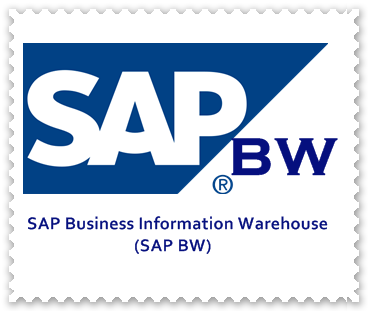 SAP BW
®
SAP Business Information Warehouse
(SAP BW)